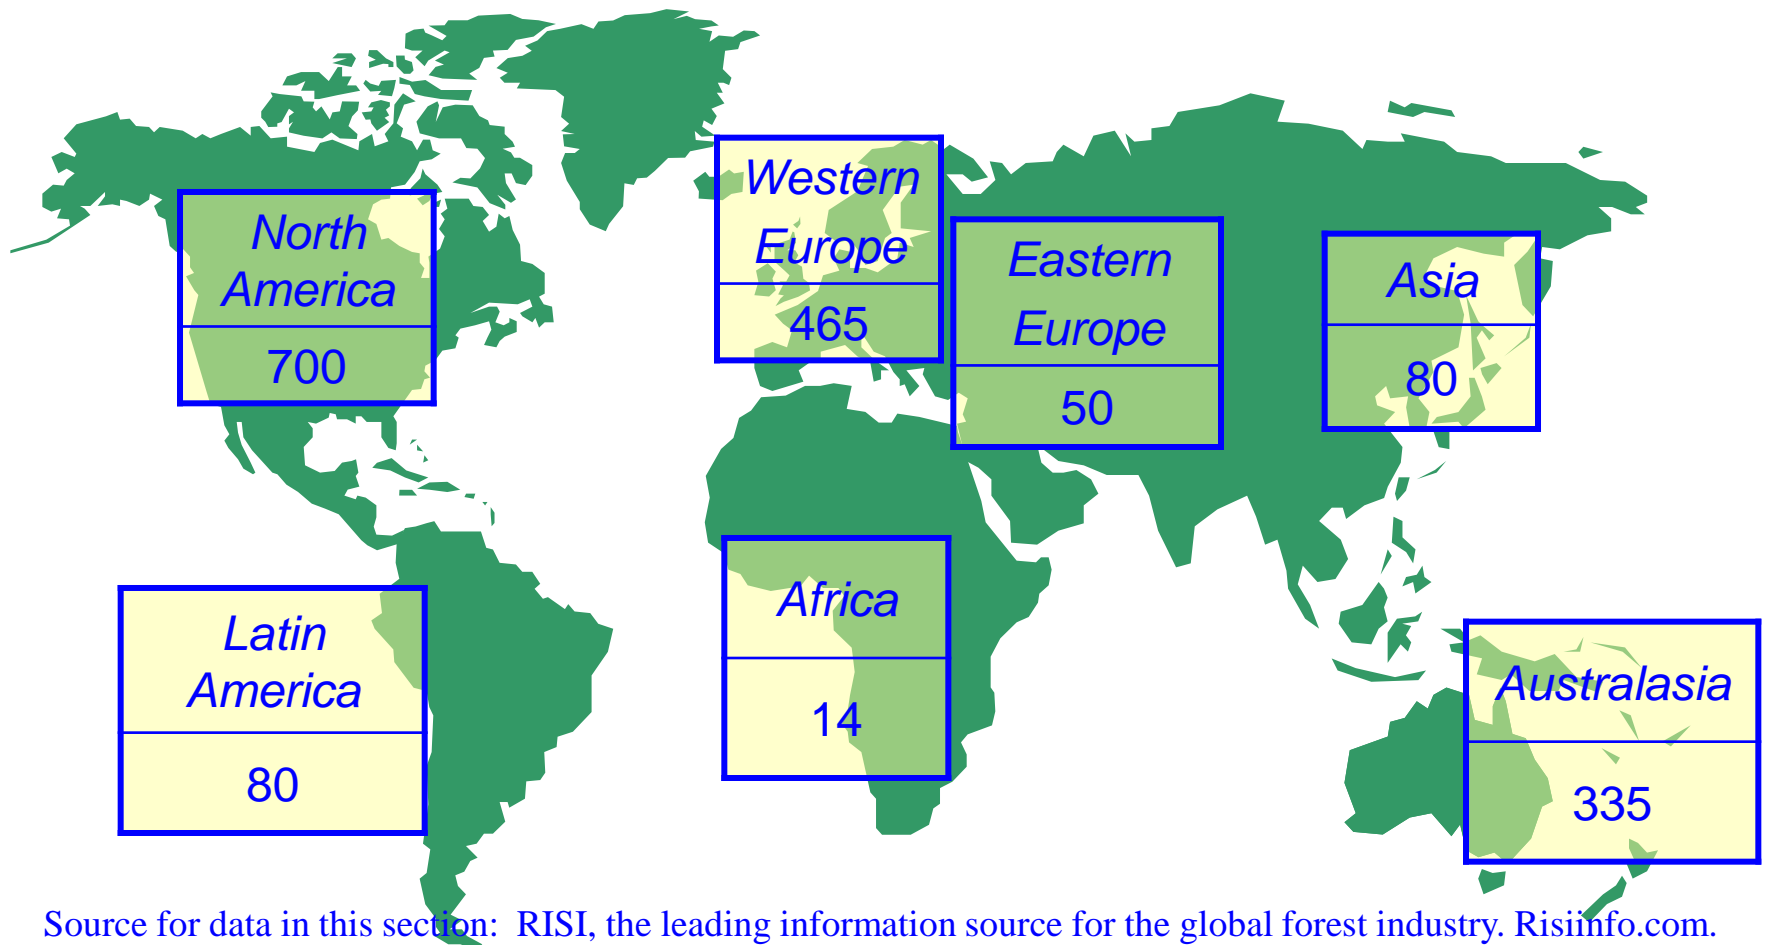 North
America
700
Western
Europe
465
Eastern
Europe
50
Asia
80
Latin
America
80
Africa
14
Australasia
335
Source for data in this section:  RISI, the leading information source for the global forest industry. Risiinfo.com.